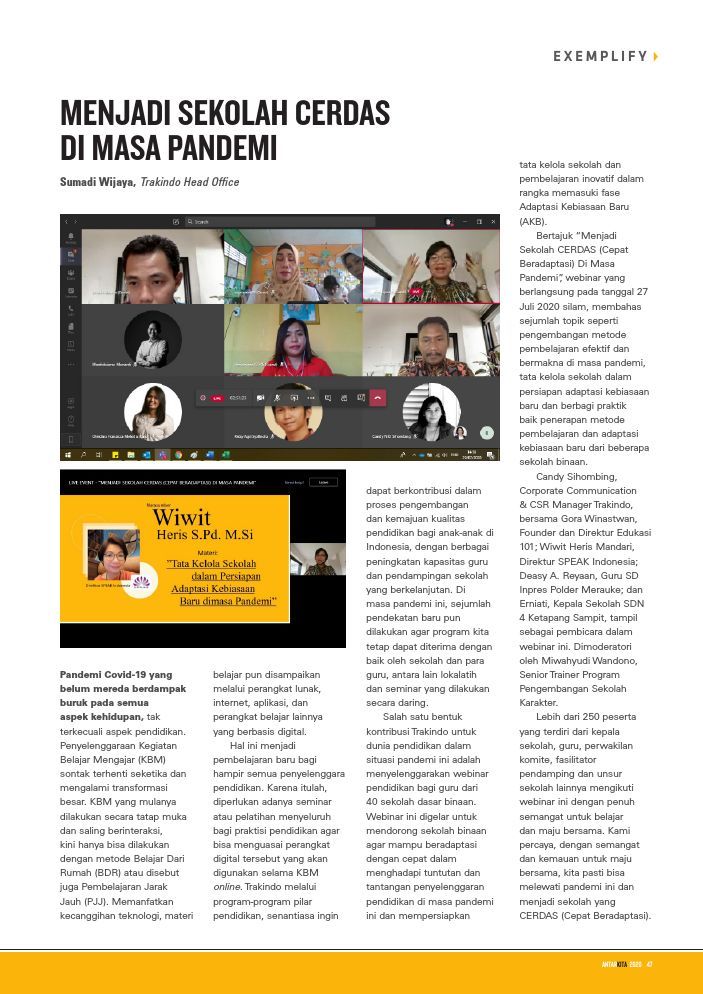 EXEMPLIFY
MENJADI SEKOLAH CERDAS
DI MASA PANDEMI
Sumadi Wijaya, Trakindo Head Office
Search
LIVE EVENT - "MENJADI SEKOLAH CERDAS (CEPAT BERADAPTASI) DI MASA PANDEMI"
Wiwit
Heris S.Pd. M.Si
Materi:
"Tata Kelola Sekolah
dalam Persiapan
Adaptasi Kebiasaan
Baru dimasa Pandemi"
Pandemi Covid-19 yang
belum mereda berdampak
buruk pada semua
aspek kehidupan, tak
terkecuali aspek pendidikan.
Penyelenggaraan Kegiatan
Belajar Mengajar (KBM)
sontak terhenti seketika dan
mengalami transformasi
besar. KBM yang mulanya
dilakukan secara tatap muka
dan saling berinteraksi,
kini hanya bisa dilakukan
dengan metode Belajar Dari
Rumah (BDR) atau disebut
juga Pembelajaran Jarak
Jauh (PJJ). Memanfatkan
kecanggihan teknologi, materi
belajar pun disampaikan
melalui perangkat lunak,
internet, aplikasi, dan
perangkat belajar lainnya
yang berbasis digital.
Hal ini menjadi
pembelajaran baru bagi
hampir semua penyelenggara
pendidikan. Karena itulah,
diperlukan adanya seminar
atau pelatihan menyeluruh
bagi praktisi pendidikan agar
bisa menguasai perangkat
digital tersebut yang akan
digunakan selama KBM
online. Trakindo melalui
program-program pilar
pendidikan, senantiasa ingin
dapat berkontribusi dalam
proses pengembangan
dan kemajuan kualitas
pendidikan bagi anak-anak di
Indonesia, dengan berbagai
peningkatan kapasitas guru
dan pendampingan sekolah
yang berkelanjutan. Di
masa pandemi ini, sejumlah
pendekatan baru pun
dilakukan agar program kita
tetap dapat diterima dengan
baik oleh sekolah dan para
guru, antara lain lokalatih
dan seminar yang dilakukan
secara daring.
Salah satu bentuk
kontribusi Trakindo untuk
dunia pendidikan dalam
situasi pandemi ini adalah
menyelenggarakan webinar
pendidikan bagi guru dari
40 sekolah dasar binaan.
Webinar ini digelar untuk
mendorong sekolah binaan
agar mampu beradaptasi
dengan cepat dalam
menghadapi tuntutan dan
tantangan penyelenggaran
pendidikan di masa pandemi
ini dan mempersiapkan
tata kelola sekolah dan
pembelajaran inovatif dalam
rangka memasuki fase
Adaptasi Kebiasaan Baru
(AKB).
Bertajuk “Menjadi
Sekolah CERDAS (Cepat
Beradaptasi) Di Masa
Pandemi”, webinar yang
berlangsung pada tanggal 27
Juli 2020 silam, membahas
sejumlah topik seperti
pengembangan metode
pembelajaran efektif dan
bermakna di masa pandemi,
tata kelola sekolah dalam
persiapan adaptasi kebiasaan
baru dan berbagi praktik
baik penerapan metode
pembelajaran dan adaptasi
kebiasaan baru dari beberapa
sekolah binaan.
Candy Sihombing,
Corporate Communication
& CSR Manager Trakindo,
bersama Gora Winastwan,
Founder dan Direktur Edukasi
101; Wiwit Heris Mandari,
Direktur SPEAK Indonesia;
Deasy A. Reyaan, Guru SD
Inpres Polder Merauke; dan
Erniati, Kepala Sekolah SDN
4 Ketapang Sampit, tampil
sebagai pembicara dalam
webinar ini. Dimoderatori
oleh Miwahyudi Wandono,
Senior Trainer Program
Pengembangan Sekolah
Karakter.
Lebih dari 250 peserta
yang terdiri dari kepala
sekolah, guru, perwakilan
komite, fasilitator
pendamping dan unsur
sekolah lainnya mengikuti
webinar ini dengan penuh
semangat untuk belajar
dan maju bersama. Kami
percaya, dengan semangat
dan kemauan untuk maju
bersama, kita pasti bisa
melewati pandemi ini dan
menjadi sekolah yang
CERDAS (Cepat Beradaptasi).
ANTARKITA 2020 47